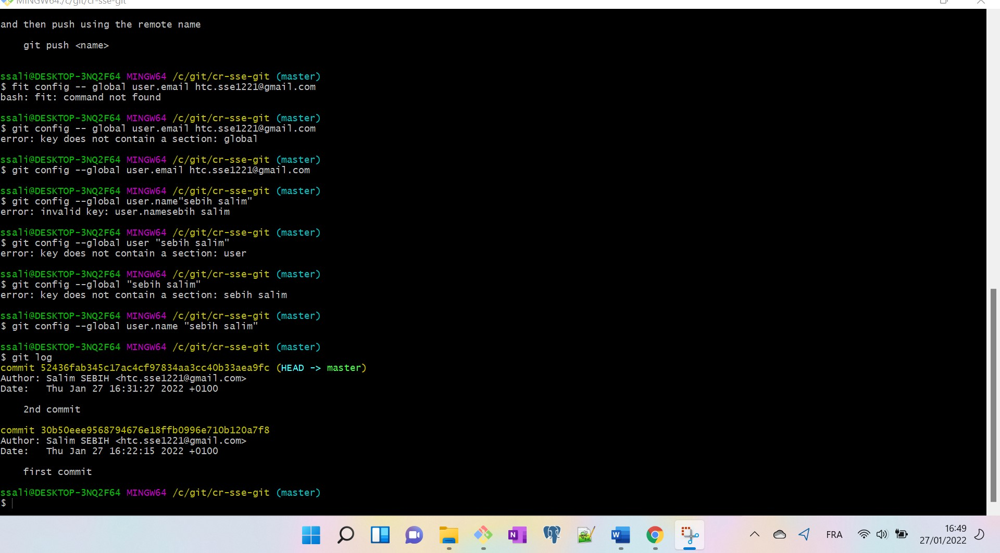 MINGW64:/c/git/cr-sse-git
and then push using the remote name
git push <name>
ssali@DESKTOP-3NQ2F64 MINGW64 /c/git/cr-sse-git (master)
$ fit config -- global user.email htc.sse1221@gmail.com
bash: fit: command not found
ssali@DESKTOP-3NQ2F64 MINGW64 /c/git/cr-sse-git (master)
$ git config -- global user.email htc.sse1221@gmail.com
error: key does not contain a section: global
ssali@DESKTOP-3NQ2F64 MINGW64 /c/git/cr-sse-git (master)
$ git config --global user.email htc.sse1221@gmail.com
ssali@DESKTOP-3NQ2F64 MINGW64 /c/git/cr-sse-git (master)
$ git config --global user.name"sebih salim"
error: invalid key: user.namesebih salim
ssali@DESKTOP-3NQ2F64 MINGW64 /c/git/cr-sse-git (master)
$ git config --global user "sebih salim"
error: key does not contain a section: user
ssali@DESKTOP-3NQ2F64 MINGW64 /c/git/cr-sse-git (master)
$ git config --global "sebih salim"
error: key does not contain a section: sebih salim
ssali@DESKTOP-3NQ2F64 MINGW64 /c/git/cr-sse-git (master)
$ git config --global user.name "sebih salim"
ssali@DESKTOP-3NQ2F64 MINGW64 /c/git/cr-sse-git (master)
$ git log
commit 52436fab345c17ac4cf97834aa3cc40b33aea9fc (HEAD -> master)
Author: Salim SEBIH <htc.sse1221@gmail.com>
Date:   Thu Jan 27 16:31:27 2022 +0100
2nd commit
commit 30b50eee9568794676e18ffb0996e710b120a7f8
Author: Salim SEBIH <htc.sse1221@gmail.com>
Date:   Thu Jan 27 16:22:15 2022 +0100
first commit
ssali@DESKTOP-3NQ2F64 MINGW64 /c/git/cr-sse-git (master)
$
N
W
FRA
16:49
27/01/2022